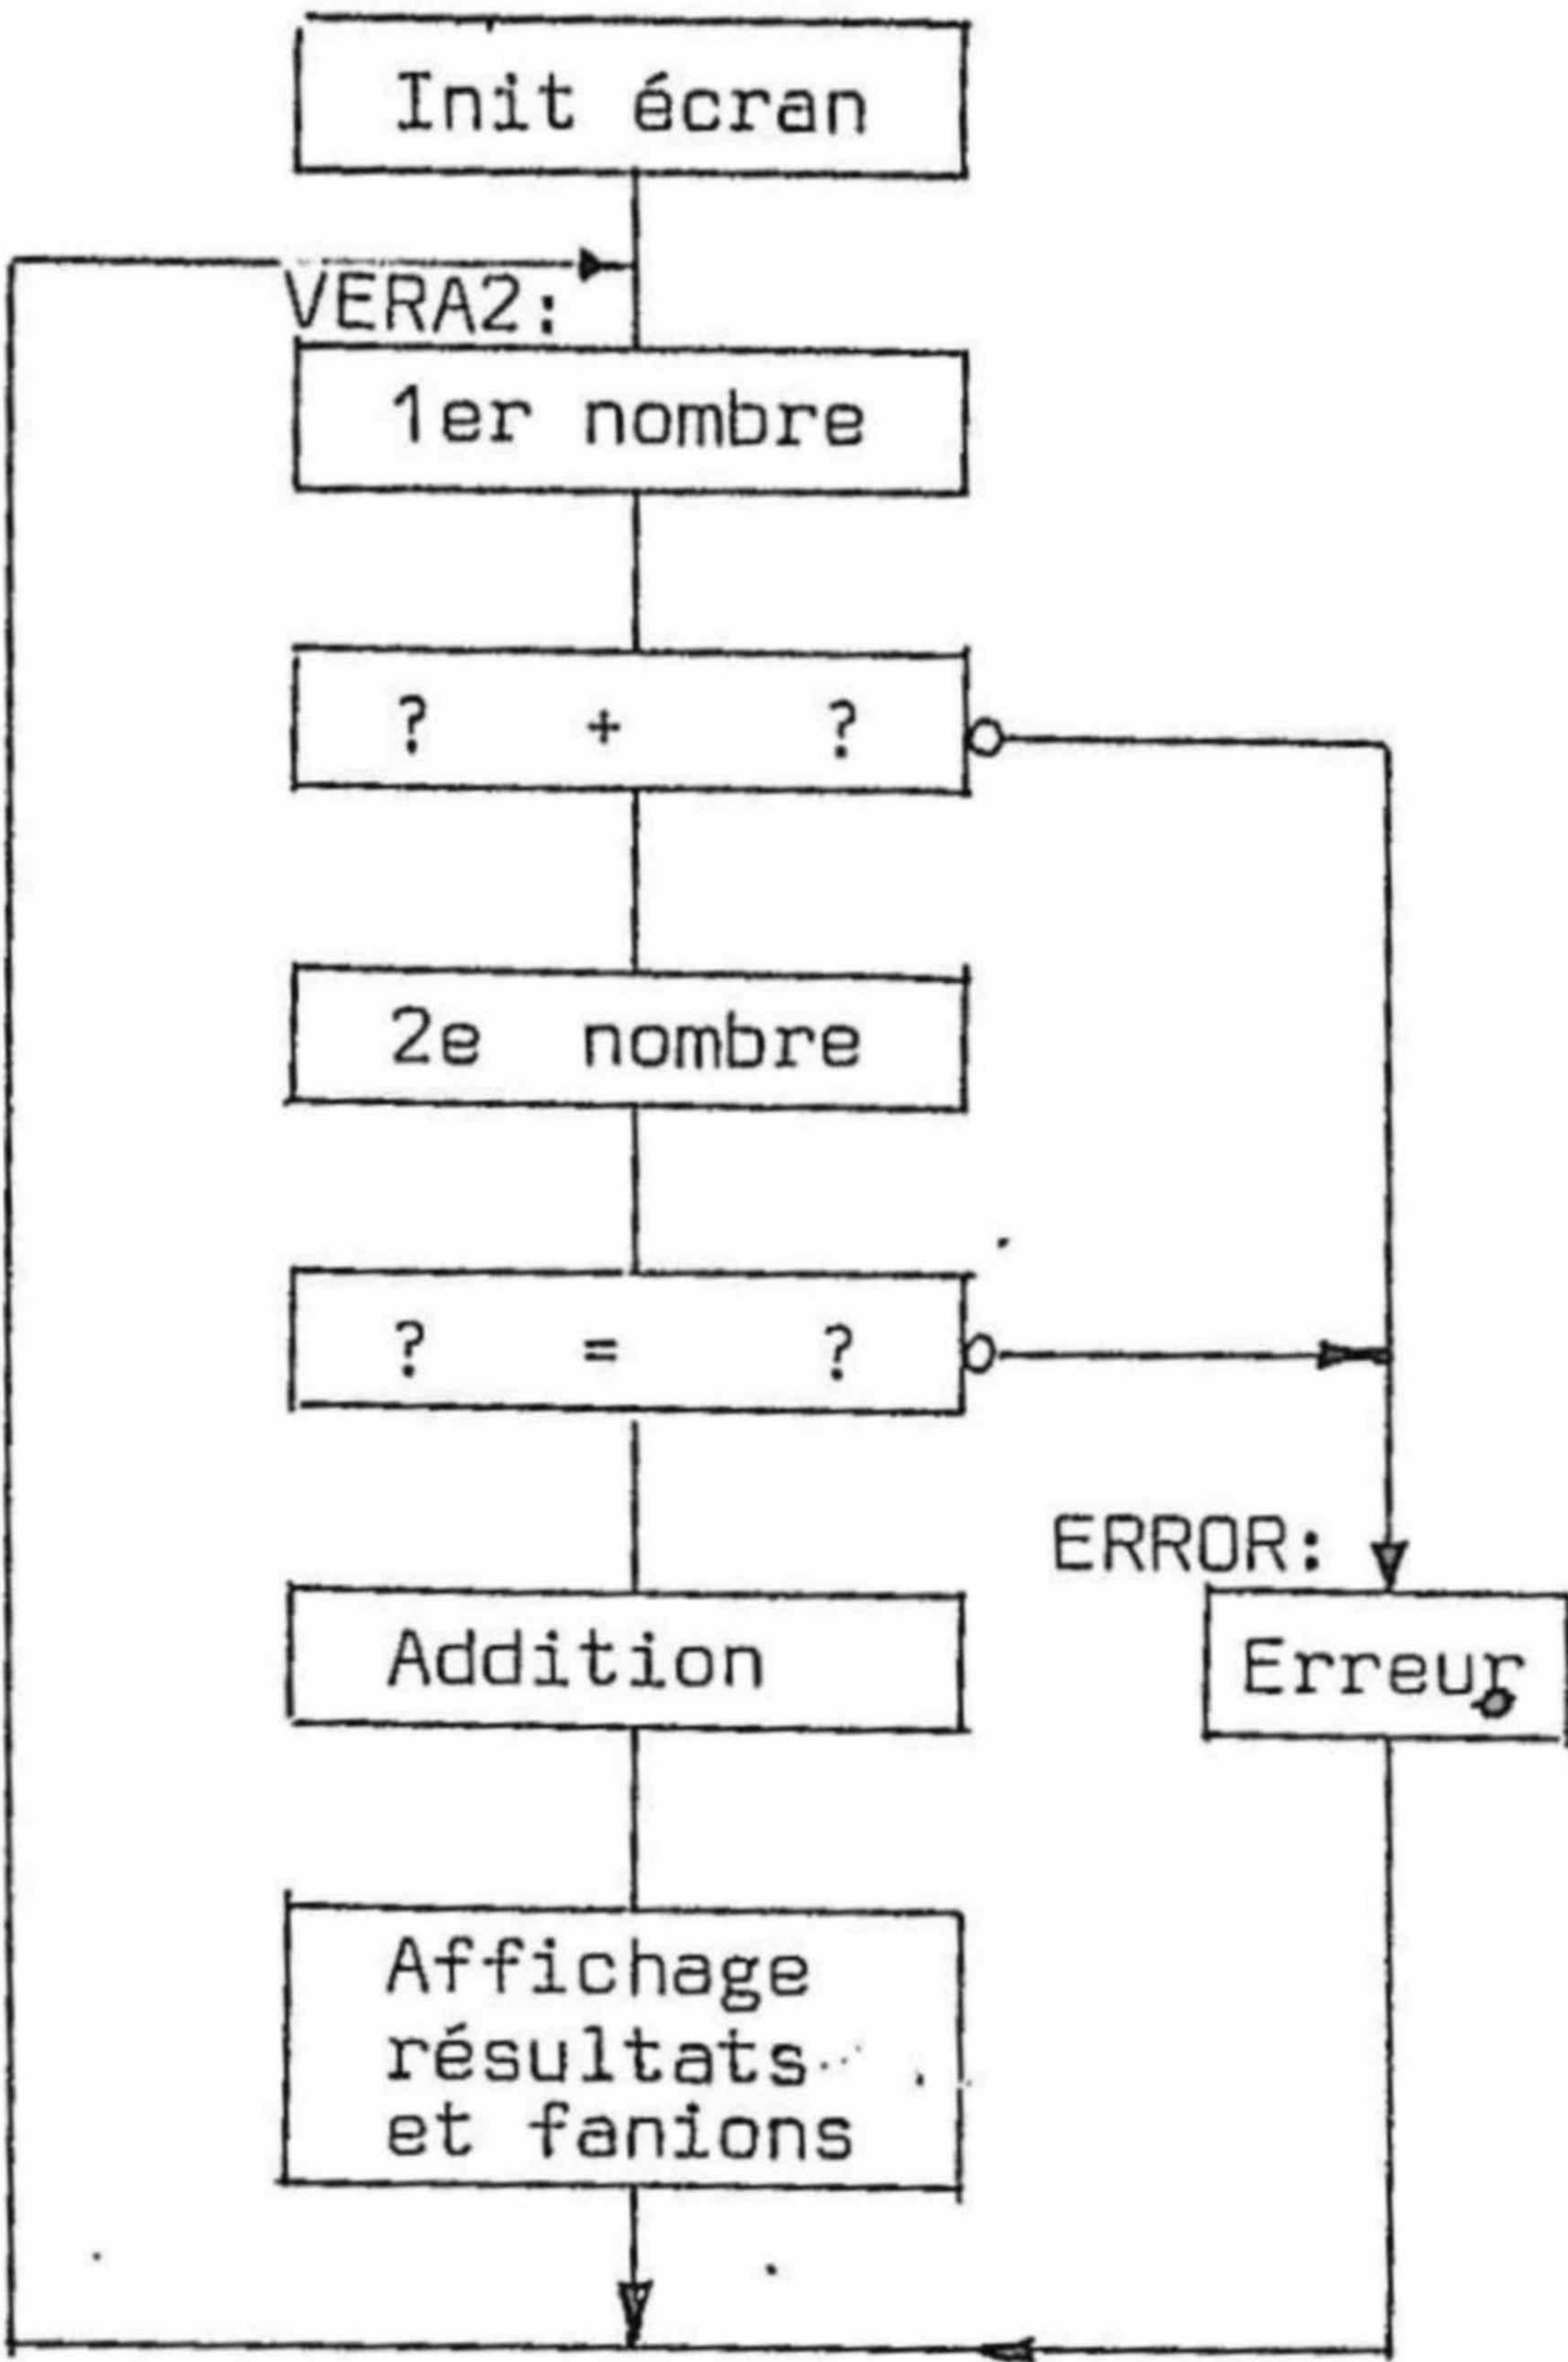 Init écran
VERA2:
1er nombre
? + ?
2e nombre
? = ?
ERROR:
Addition
Erreur
Affichage
résultats
et fanions